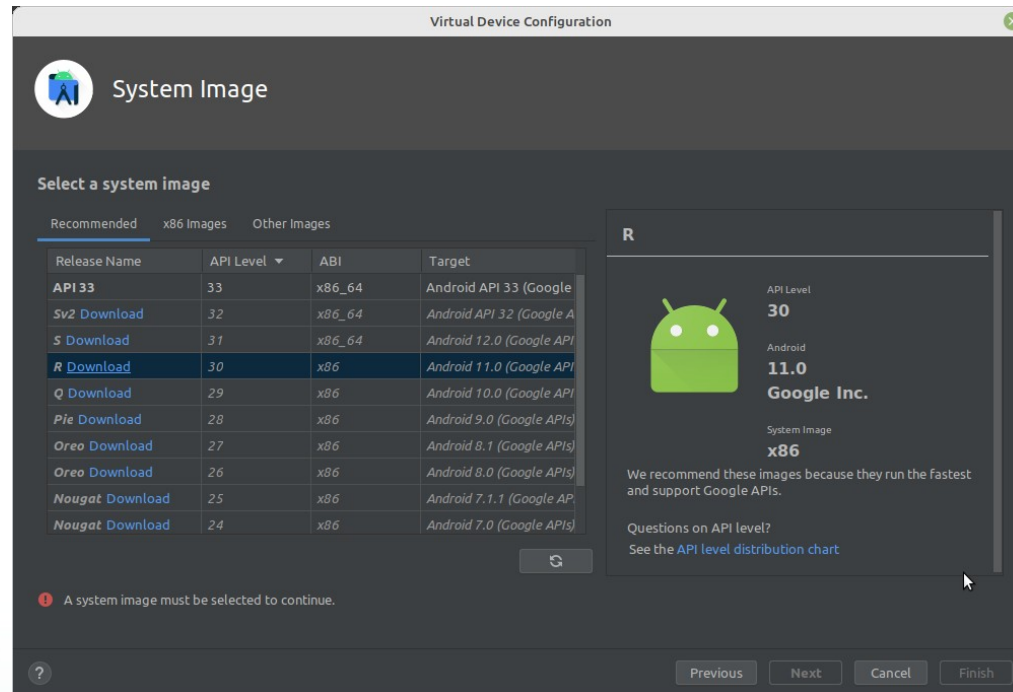 Virtual Device Configuration
System Image
Select a system image
Recommended x86 Images Other Images
Release Name API Level ABI Target
API 33 33 x86_64 Android API 33 (Google
Sv2 Download 32 x86_64 Android API 32 (Google A
S Download 31 x86_64 Android 12.0 (Google API
R Download 30 x86 Android 11.0 (Google API
Q Download 29 x86 Android 10.0 (Google API
Pie Download 28 x86 Android 9.0 (Google APIs)
Oreo Download 27 x86 Android 8.1 (Google APIs)
Oreo Download 26 x86 Android 8.0 (Google APIs)
Nougat Download 25 x86 Android 7.1.1 (Google AP
Nougat Download 24 x86 Android 7.0 (Google APIs)
R
API Level
30
Android
11.0
Google Inc.
System Image
x86
We recommend these images because they run the fastest
and support Google APIs.
Questions on API level?
See the API level distribution chart
! A system image must be selected to continue.
? Previous Next Cancel Finish